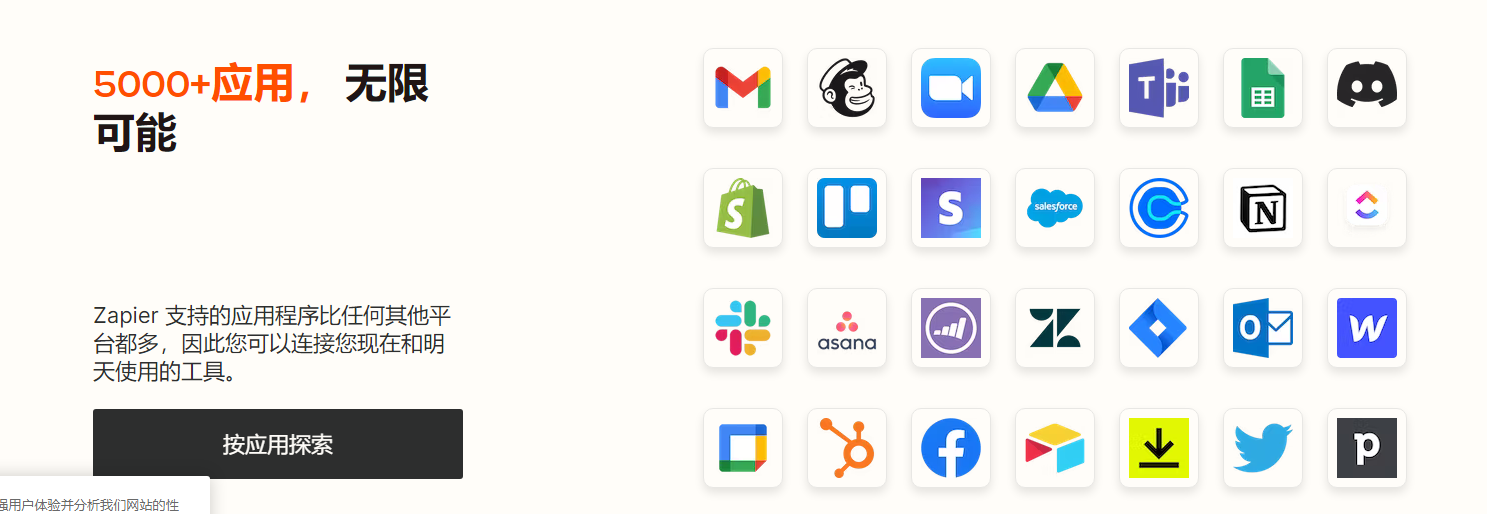 5000+应用， 无限
可能
Zapier 支持的应用程序比任何其他平
台都多，因此您可以连接您现在和明
天使用的工具。
按应用探索
强用户体验并分析我们网站的性
T
S
S
salesforce
N
asana
O
W
f
p